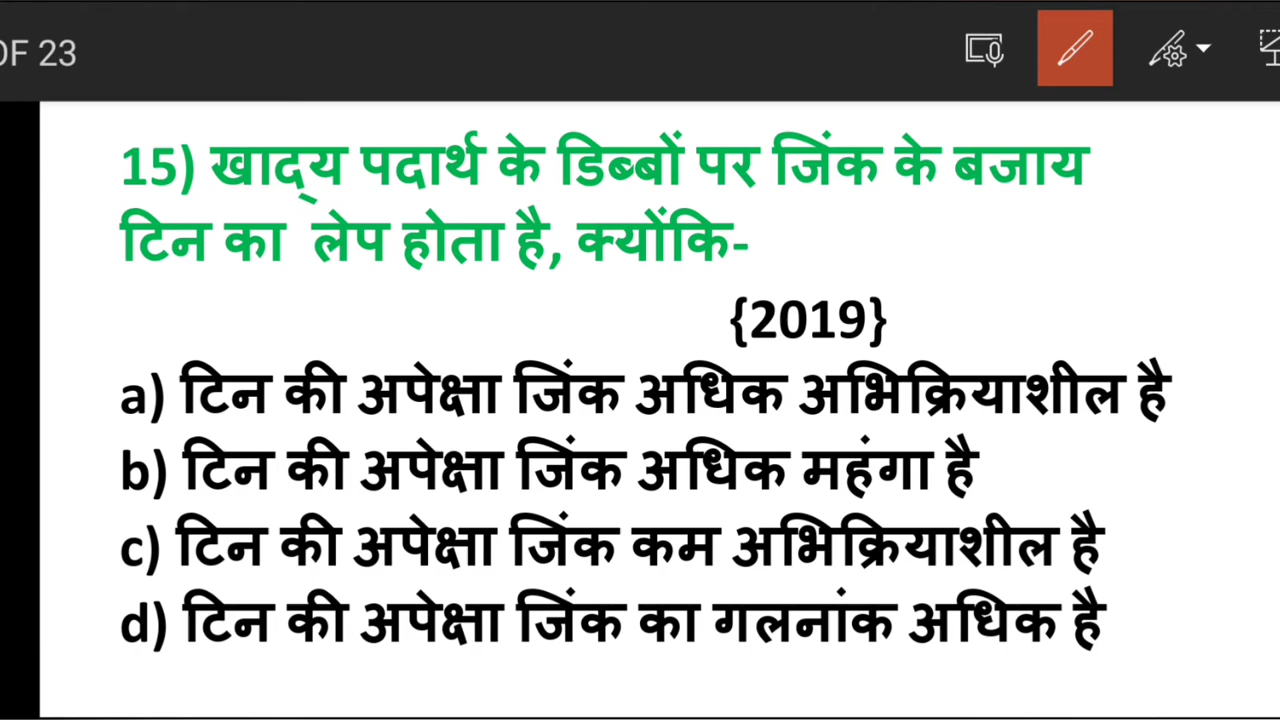 OF 23
15) खाद्य पदार्थ के डिब्बों पर जिंक के बजाय
टिन का लेप होता है, क्योंकि-
{2019}
a) टिन की अपेक्षा जिंक अधिक अभिक्रियाशील है
b) टिन की अपेक्षा जिंक अधिक महंगा है
c) टिन की अपेक्षा जिंक कम अभिक्रियाशील है
d) टिन की अपेक्षा जिंक का गलनांक अधिक है